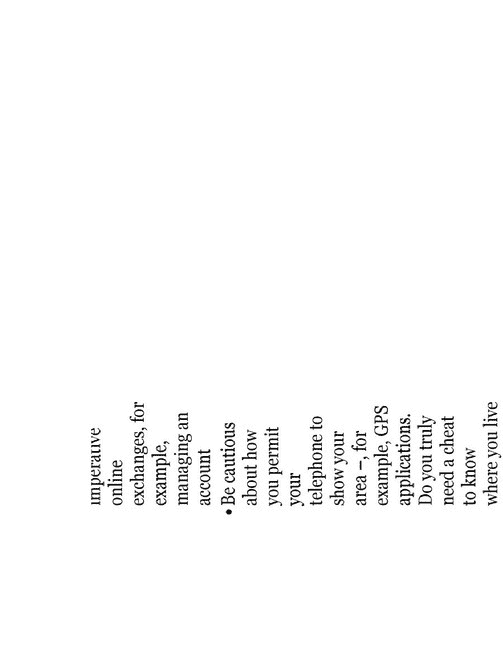 imperative
online
exchanges, for
example,
managing an
account
• Be cautious
about how
you permit
your
telephone to
show your
area –, for
example, GPS
applications.
Do you truly
need a cheat
to know
where you live